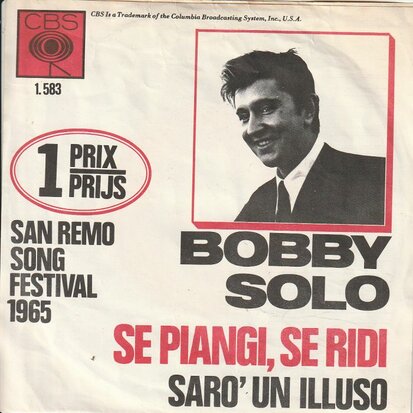 CBS
CBS Is a Trademark of the Columbia Broadcasting System, Inc., U.S.A.
1.583
1 PRIX
PRIJS
SAN REMO
SONG
FESTIVAL
1965
BOBBY
SOLO
SE PIANGI, SE RIDI
SARO' UN ILLUSO